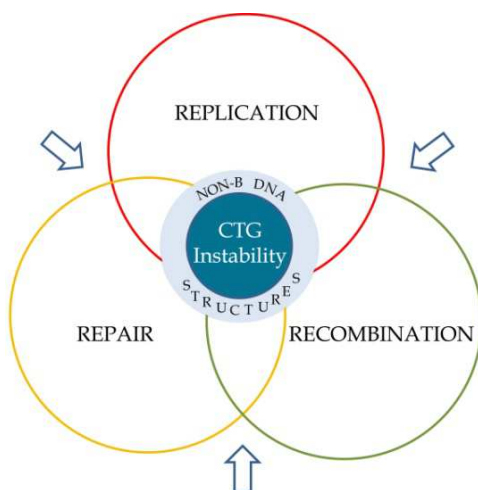 REPLICATION
NON-B DNA
CTG
Instability
STRUCTURES
REPAIR
RECOMBINATION